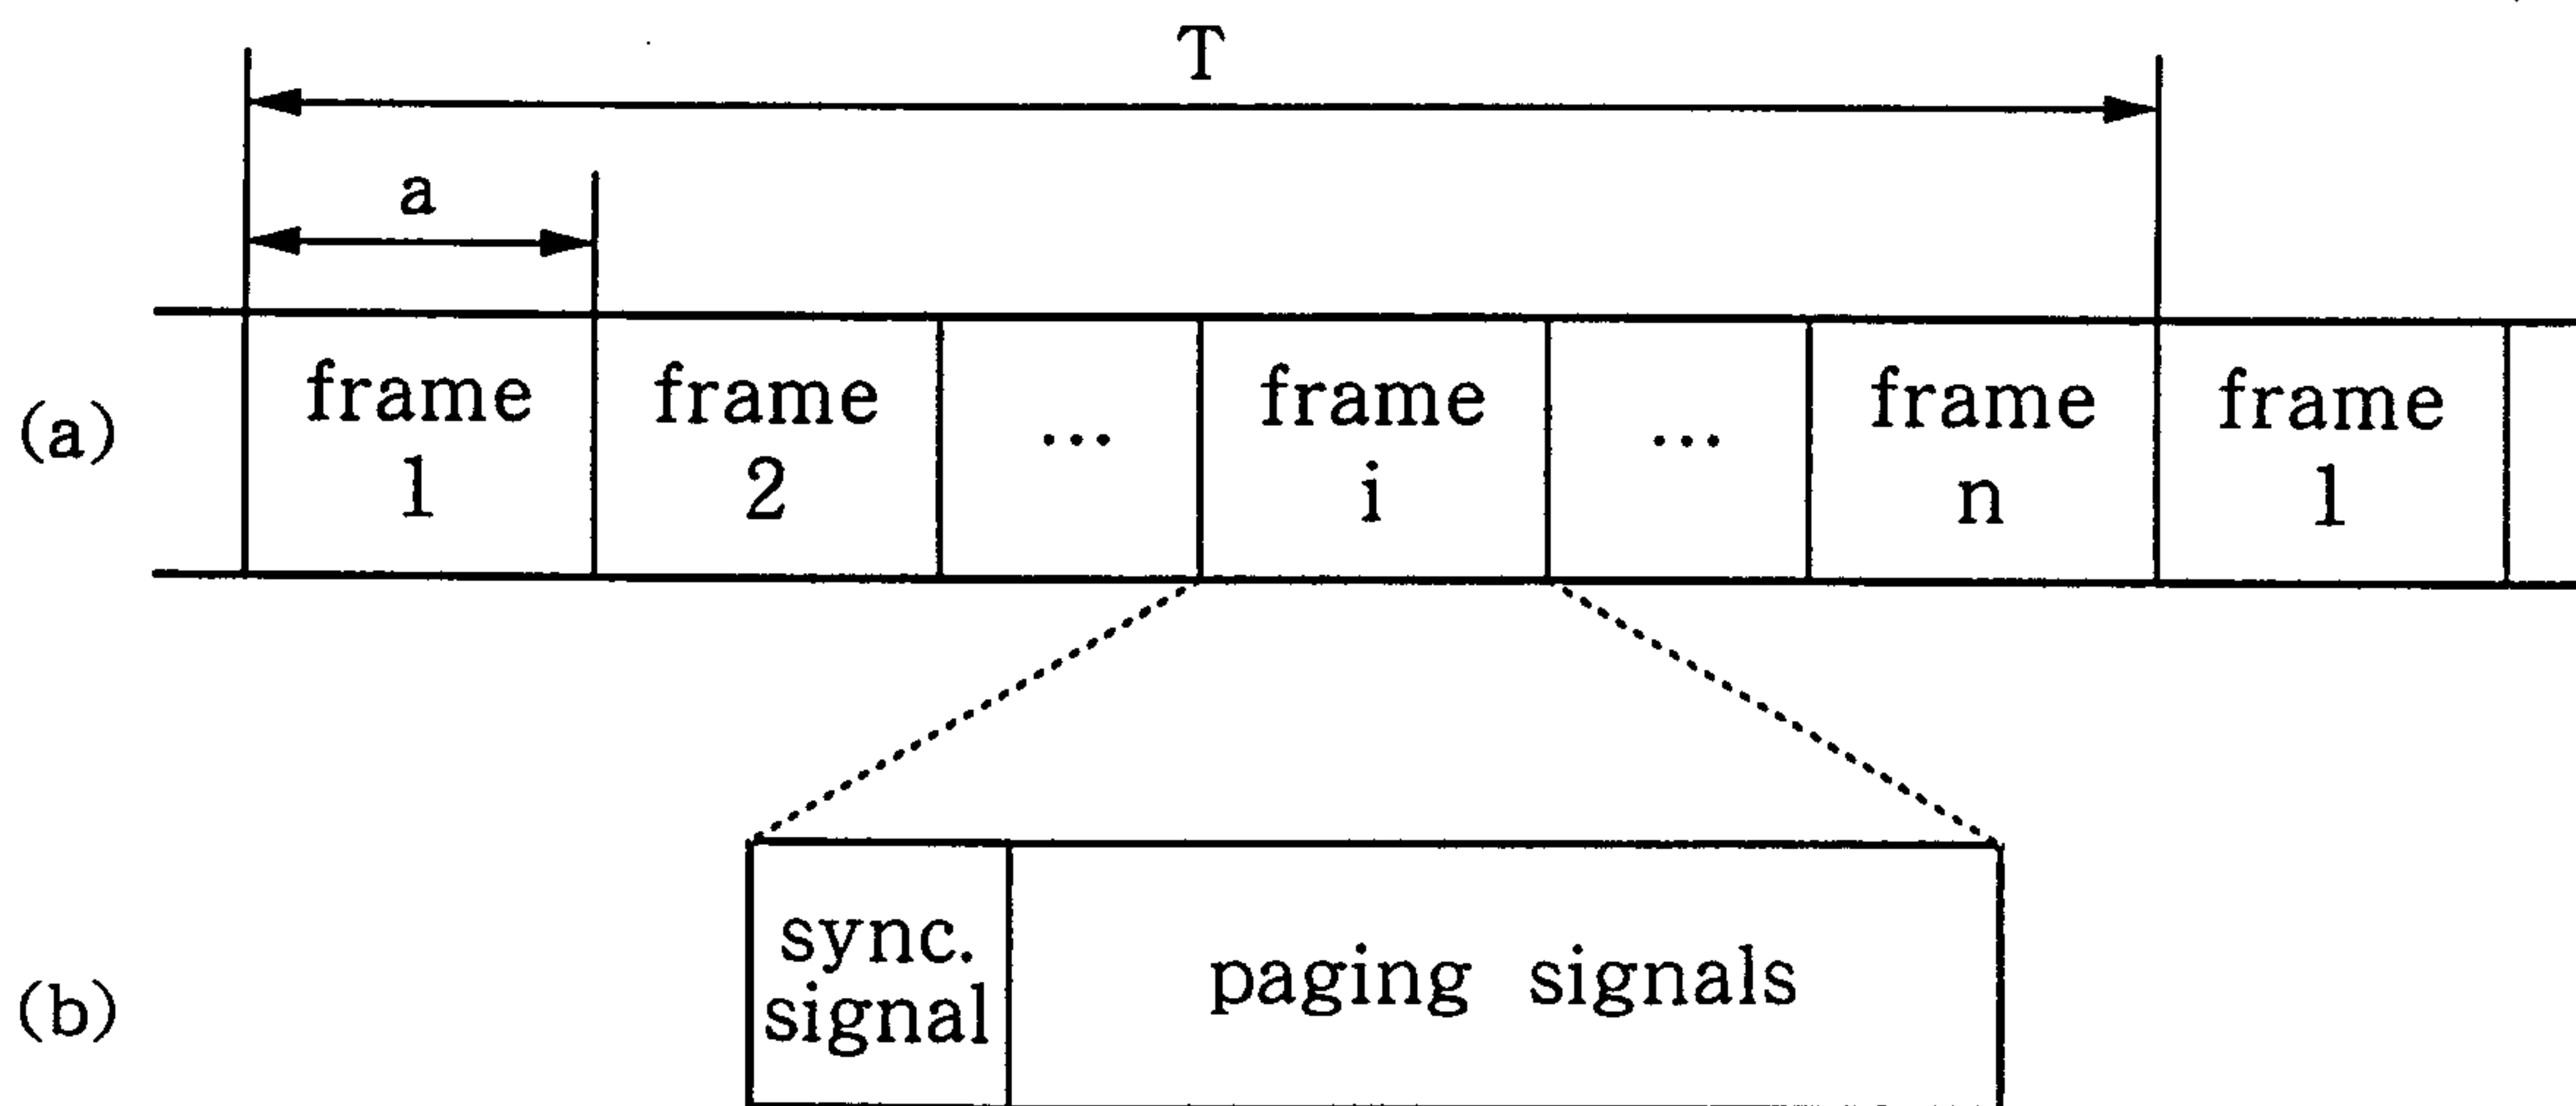 T
a
(a)
frame
1
frame
2
...
frame
i
...
frame
n
frame
1
(b)
sync.
signal
paging signals